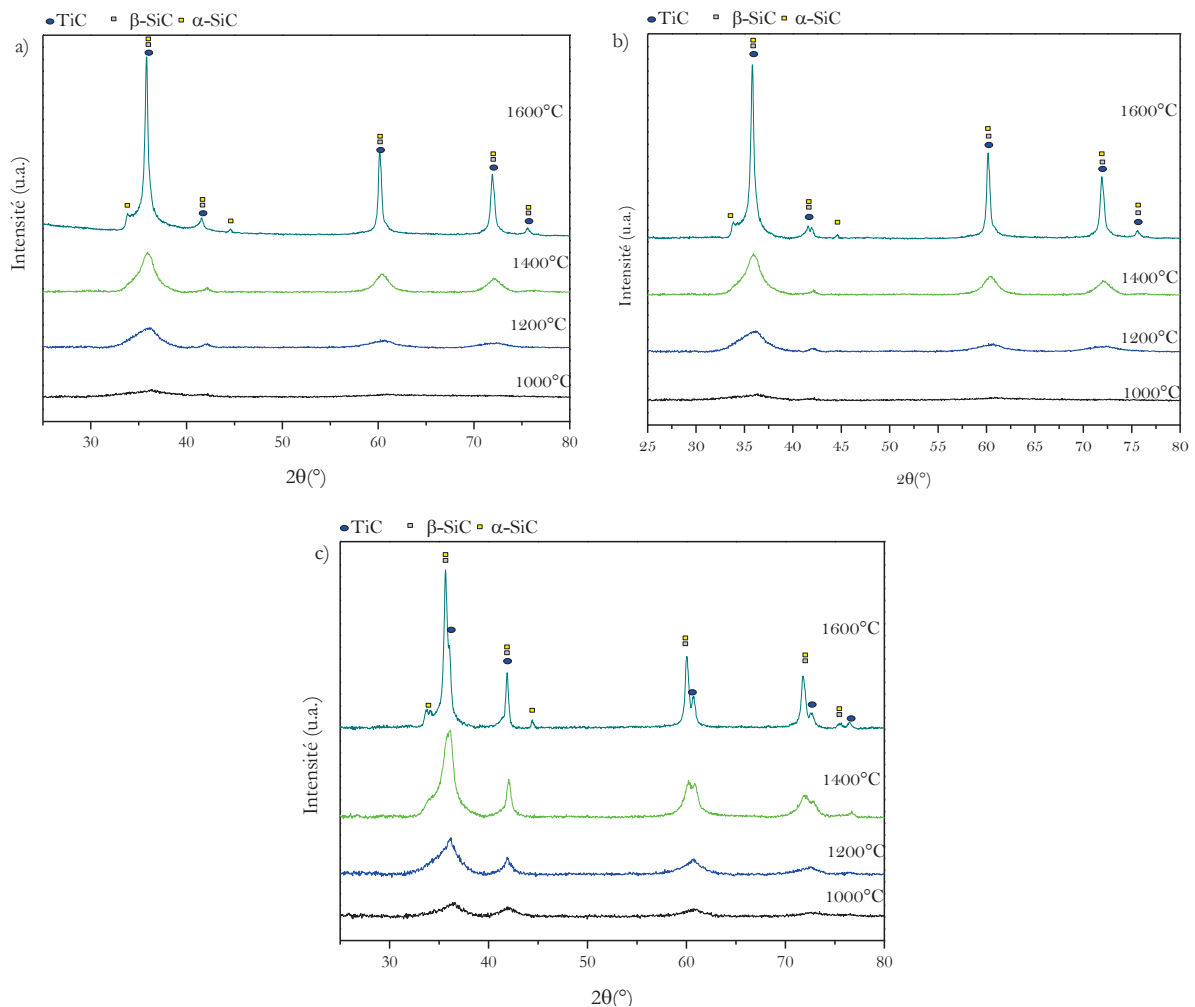 TiC β-SiC α-SiC
a)
1600°C
1400°C
1200°C
1000°C
Intensité (u.a.)
30 40 50 60 70 80
2θ(°)
TiC β-SiC α-SiC
b)
1600°C
1400°C
1200°C
1000°C
Intensité (u.a.)
25 30 35 40 45 50 55 60 65 70 75 80
2θ(°)
TiC β-SiC α-SiC
c)
1600°C
1400°C
1200°C
1000°C
Intensité (u.a.)
30 40 50 60 70 80
2θ(°)